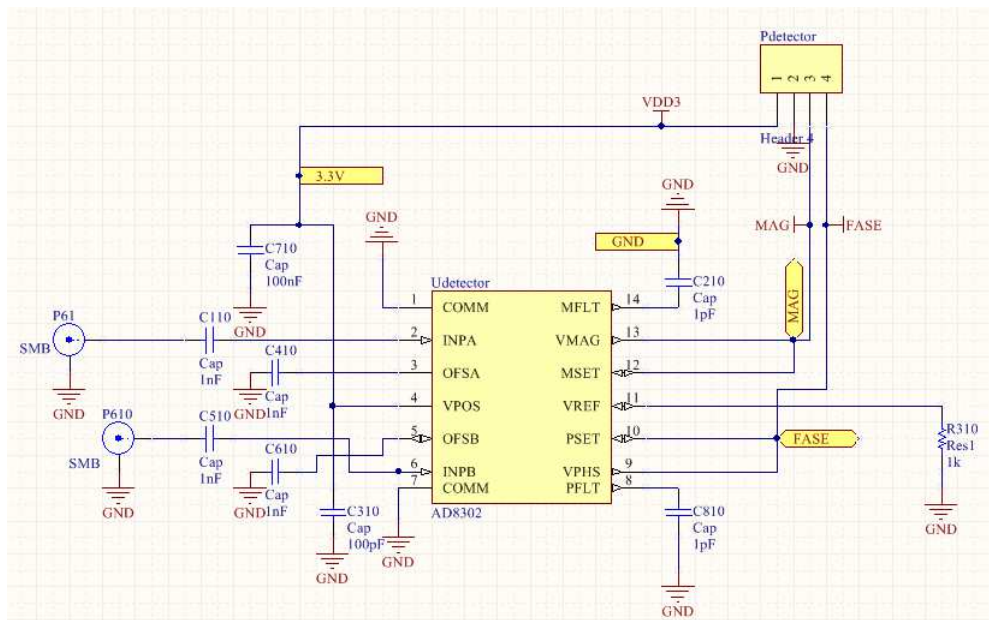 Pdetector
1 2 3 4
Header 4
GND
VDD3
3.3V
GND
GND
GND
MAG
FASE
MAG
C710
Cap
100nF
GND
C210
Cap
1pF
Udetector
1 COMM MFLT 14
2 INPA VMAG 13
3 OFSA MSET 12
4 VPOS VREF 11
5 OFSB PSET 10
6 INPB VPHS 9
7 COMM PFLT 8
AD8302
P61
SMB
GND
C110
Cap
1nF
C410
Cap
1nF
GND
P610
SMB
GND
C510
Cap
1nF
C610
Cap
1nF
GND
C310
Cap
100pF
GND
GND
FASE
R310
Res1
1k
GND
C810
Cap
1pF
GND